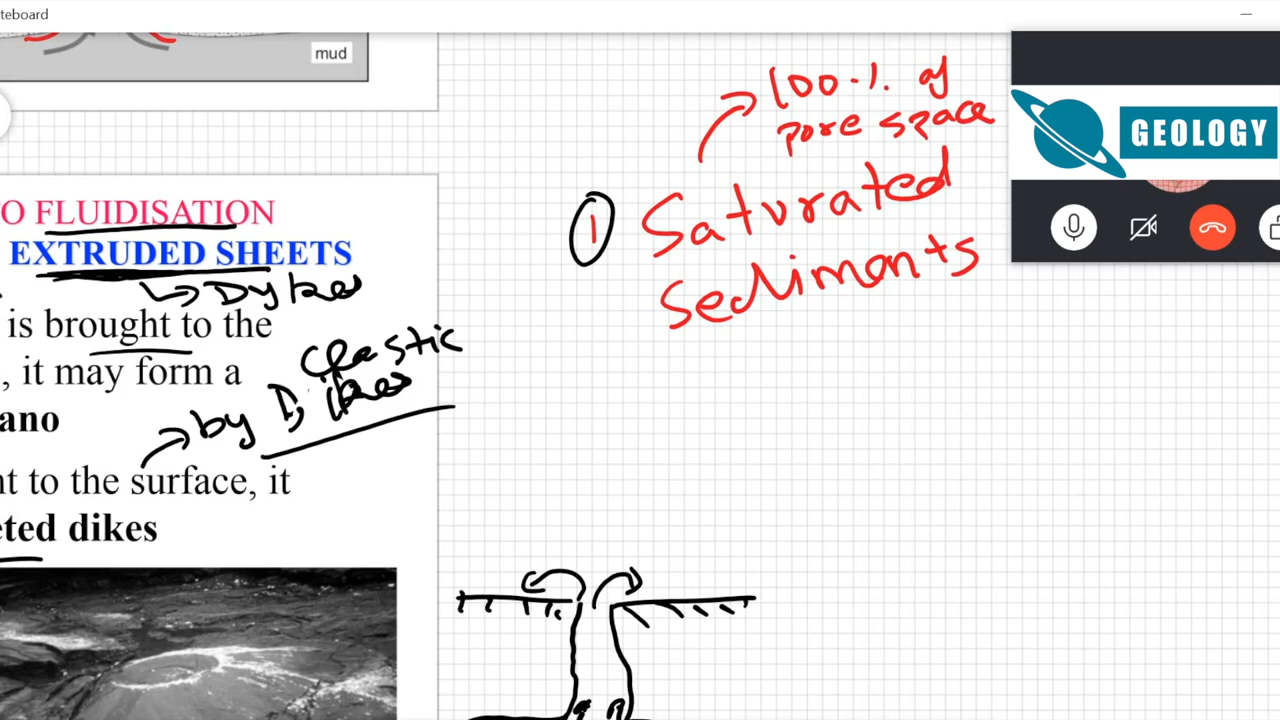 teboard
mud
O FLUIDISATION
EXTRUDED SHEETS
Dykes
is brought to the
, it may form a
ano
Clastic
by Dikes
t to the surface, it
eted dikes
100% of
pore space
1 Saturated
Sediments
GEOLOGY